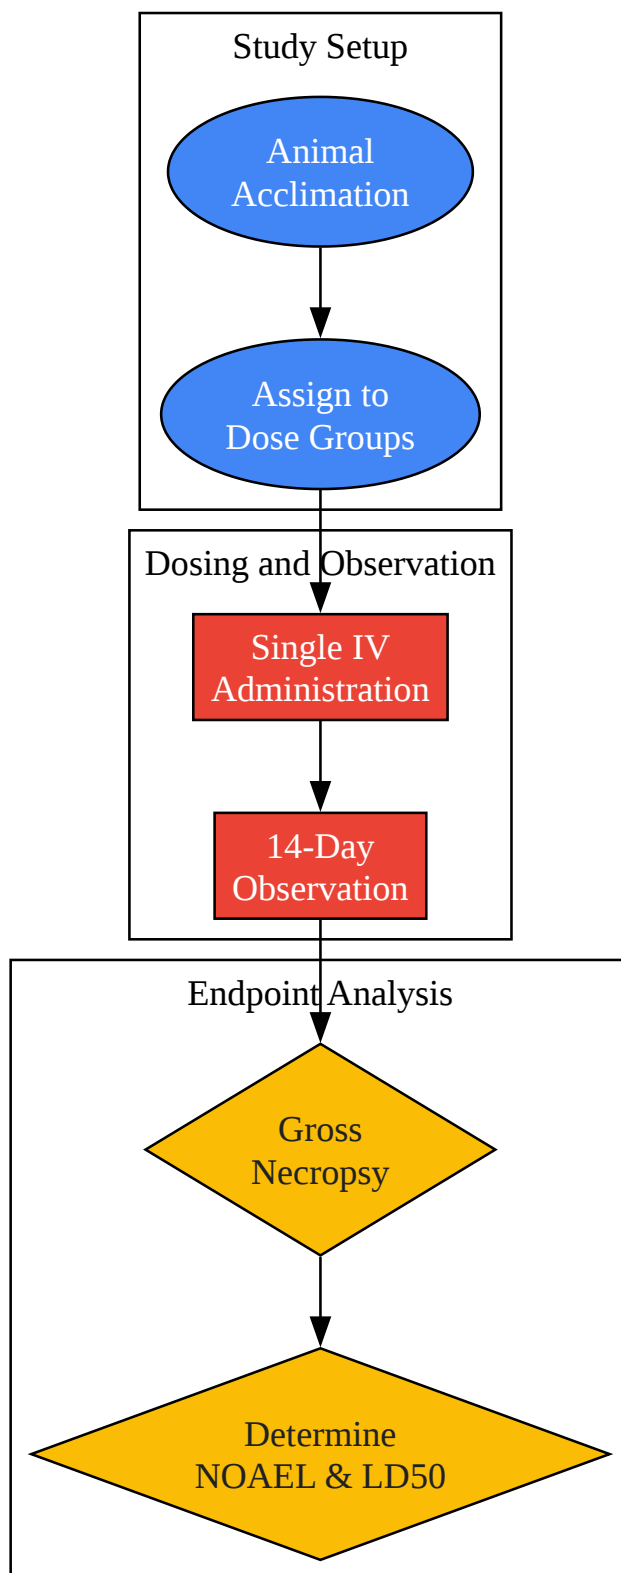 Study Setup
Animal
Acclimation
Assign to
Dose Groups
Dosing and Observation
Single IV
Administration
14-Day
Observation
Endpoint Analysis
Gross
Necropsy
Determine
NOAEL & LD50